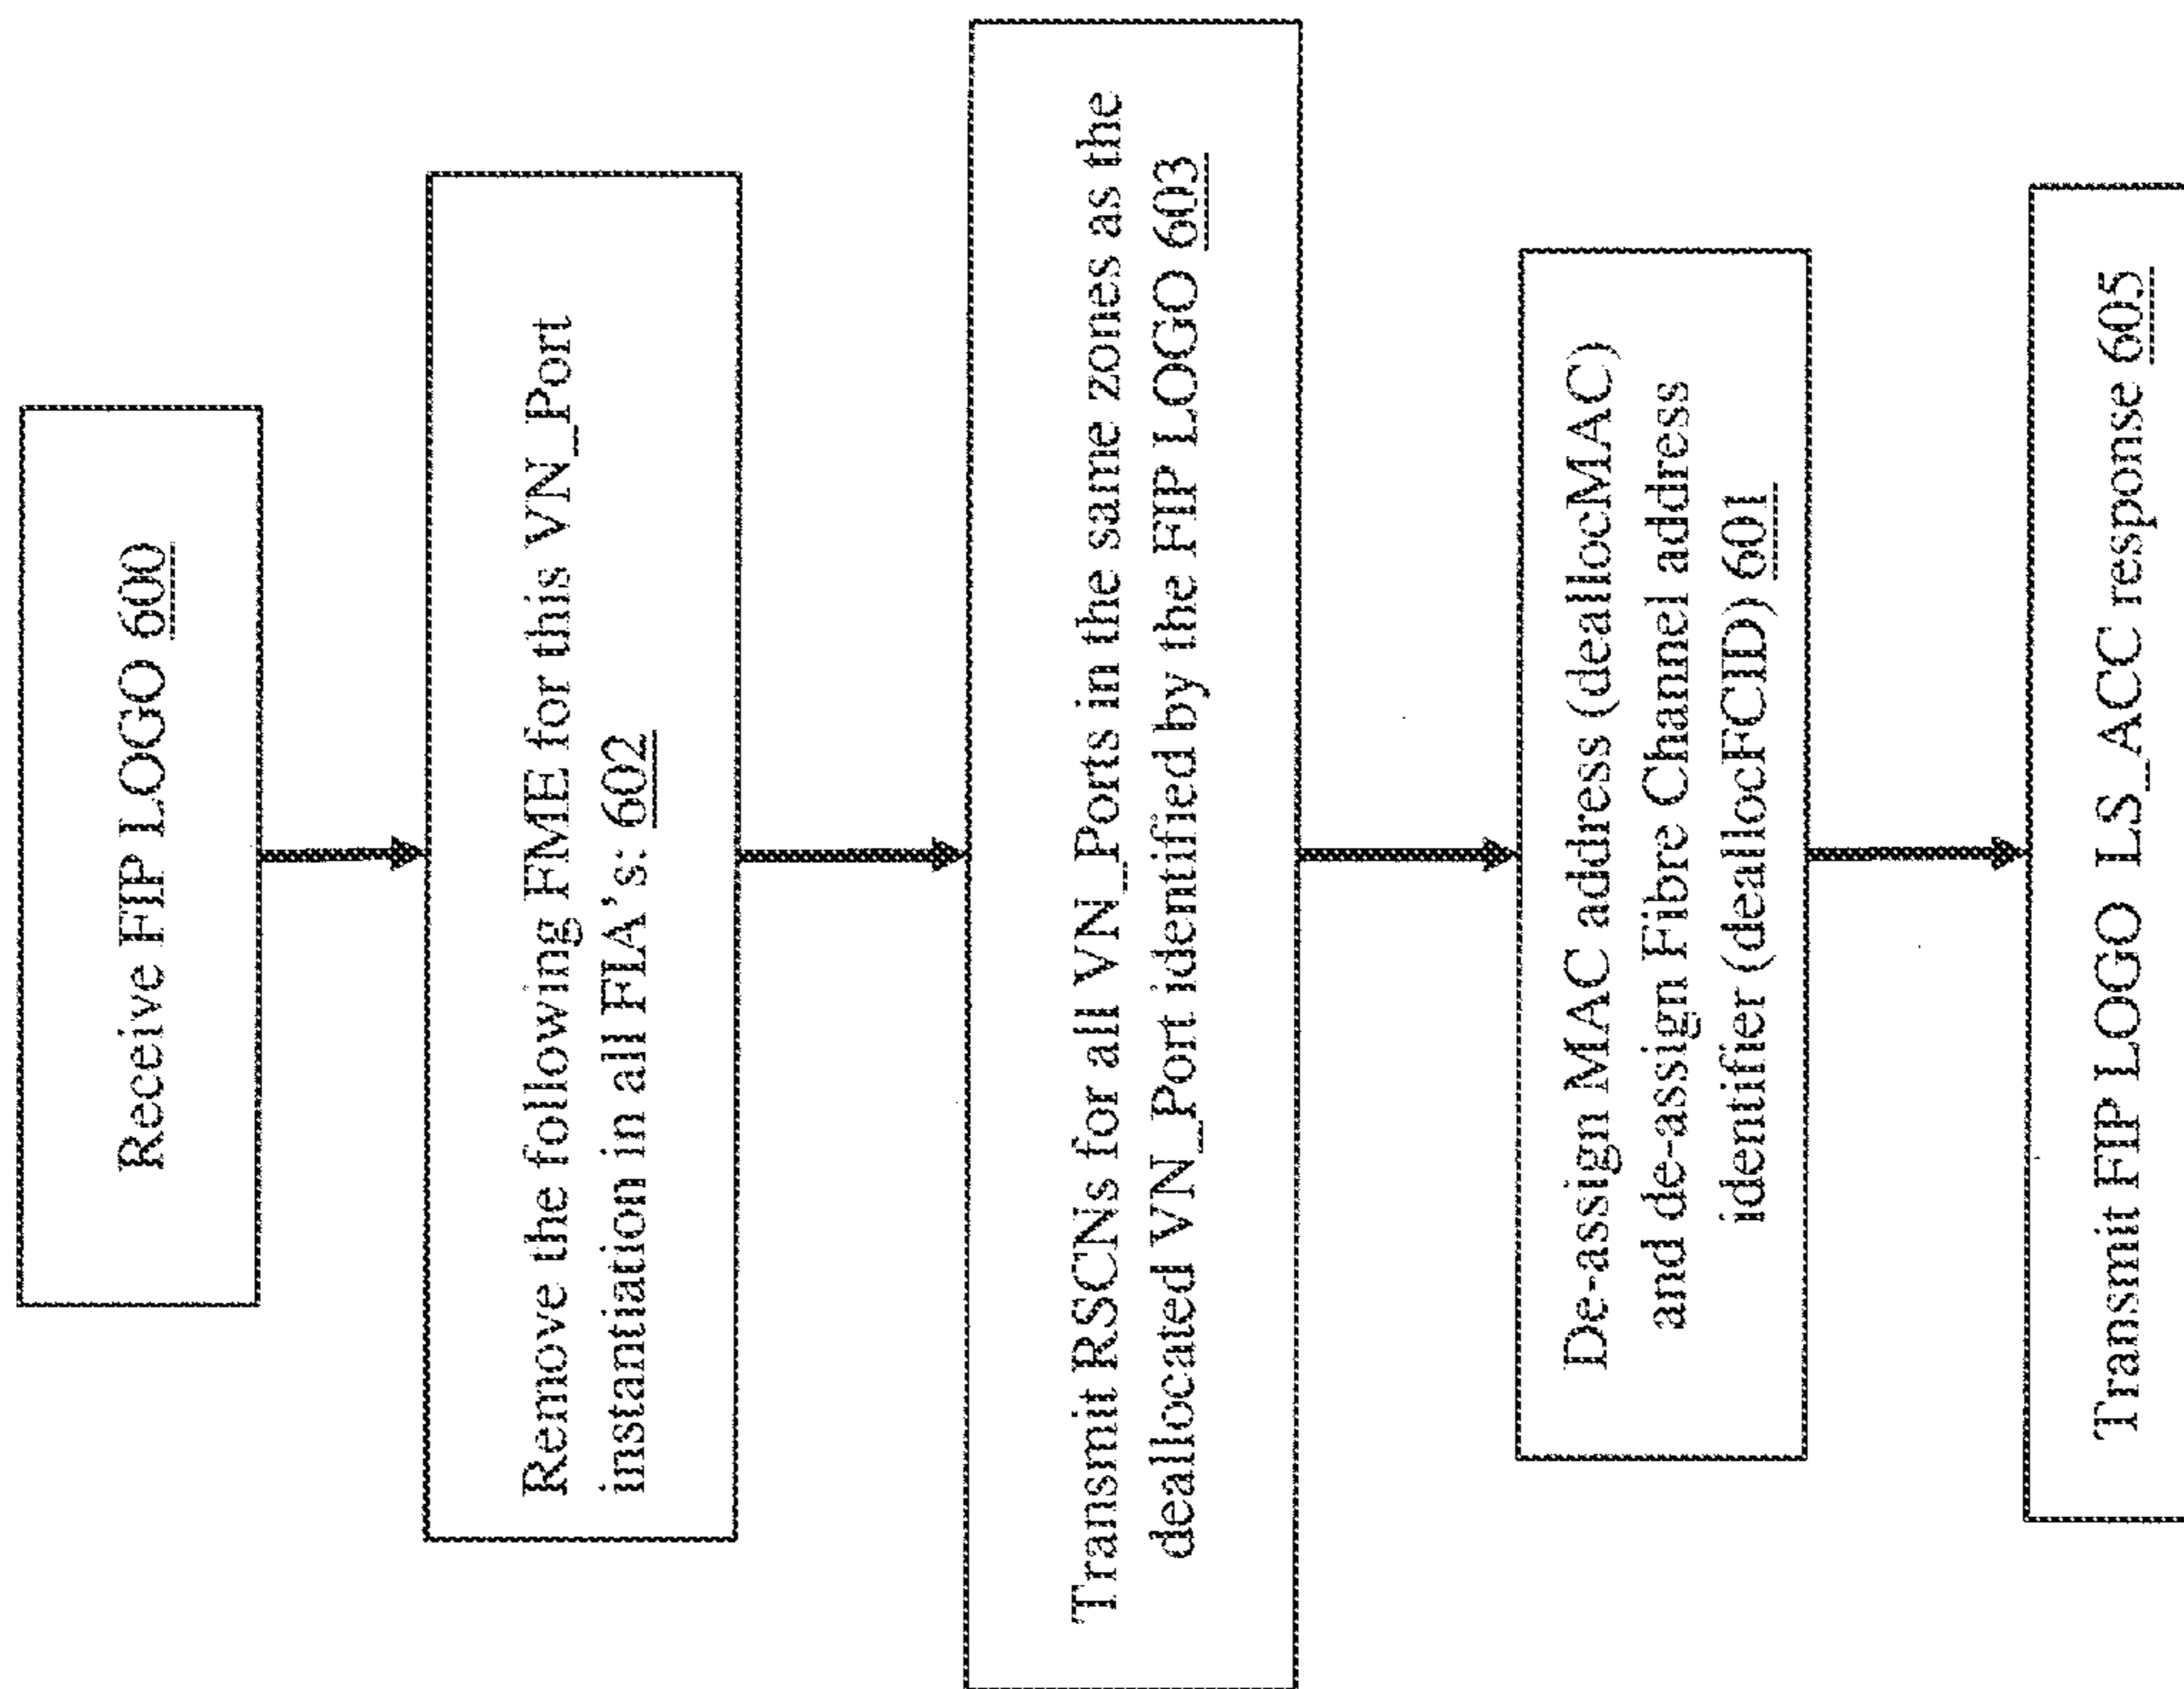 Receive FIP LOGO 600
Remove the following FME for this VN_Port
instantiation in all FLA's: 602
Transmit RSCNs for all VN_Ports in the same zones as the
deallocated VN_Port identified by the FIP LOGO 603
De-assign MAC address (deallocMAC)
and de-assign Fibre Channel address
identifier (deallocFCID) 601
Transmit FIP LOGO LS_ACC response 605